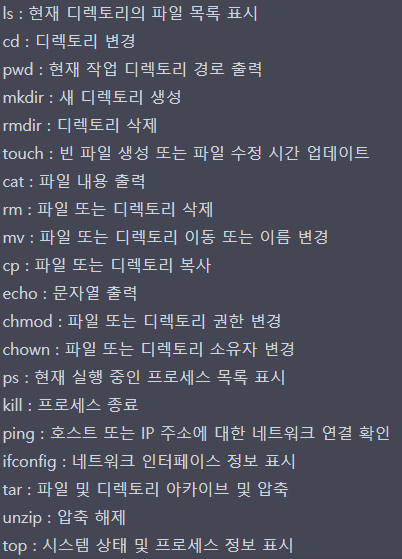 ls : 현재 디렉토리의 파일 목록 표시
cd : 디렉토리 변경
pwd : 현재 작업 디렉토리 경로 출력
mkdir : 새 디렉토리 생성
rmdir : 디렉토리 삭제
touch : 빈 파일 생성 또는 파일 수정 시간 업데이트
cat : 파일 내용 출력
rm : 파일 또는 디렉토리 삭제
mv : 파일 또는 디렉토리 이동 또는 이름 변경
cp : 파일 또는 디렉토리 복사
echo : 문자열 출력
chmod : 파일 또는 디렉토리 권한 변경
chown : 파일 또는 디렉토리 소유자 변경
ps : 현재 실행 중인 프로세스 목록 표시
kill : 프로세스 종료
ping : 호스트 또는 IP 주소에 대한 네트워크 연결 확인
ifconfig : 네트워크 인터페이스 정보 표시
tar : 파일 및 디렉토리 아카이브 및 압축
unzip : 압축 해제
top : 시스템 상태 및 프로세스 정보 표시